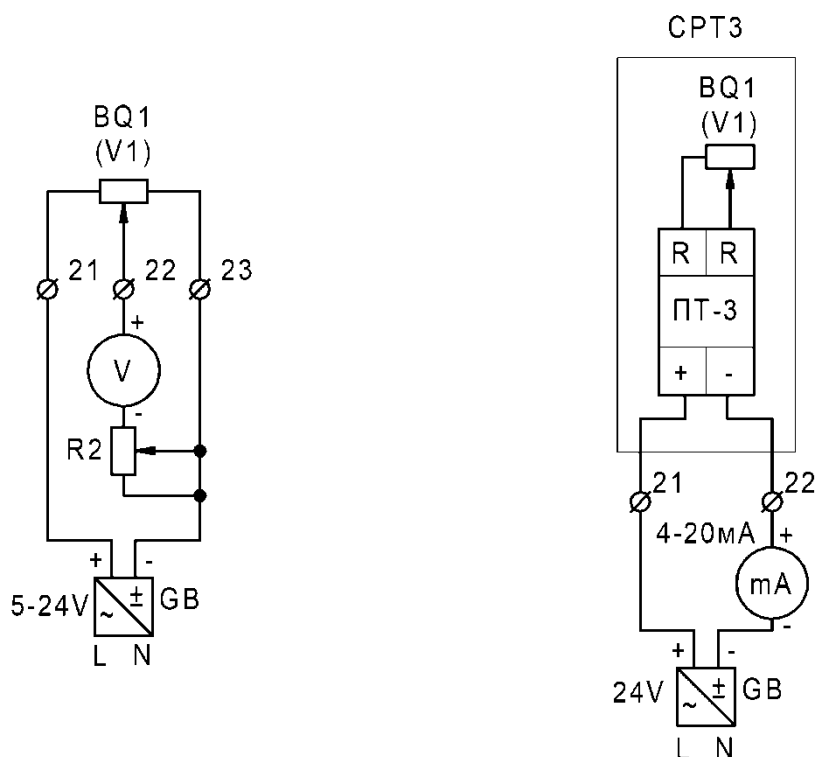 BQ1
(V1)
21 22 23
+
V
-
R2
+ -
5-24V ~ ± GB
L N
СРТ3
BQ1
(V1)
R R
ПТ-3
+ -
21 22
4-20мА +
mA
-
+ -
24V ~ ± GB
L N